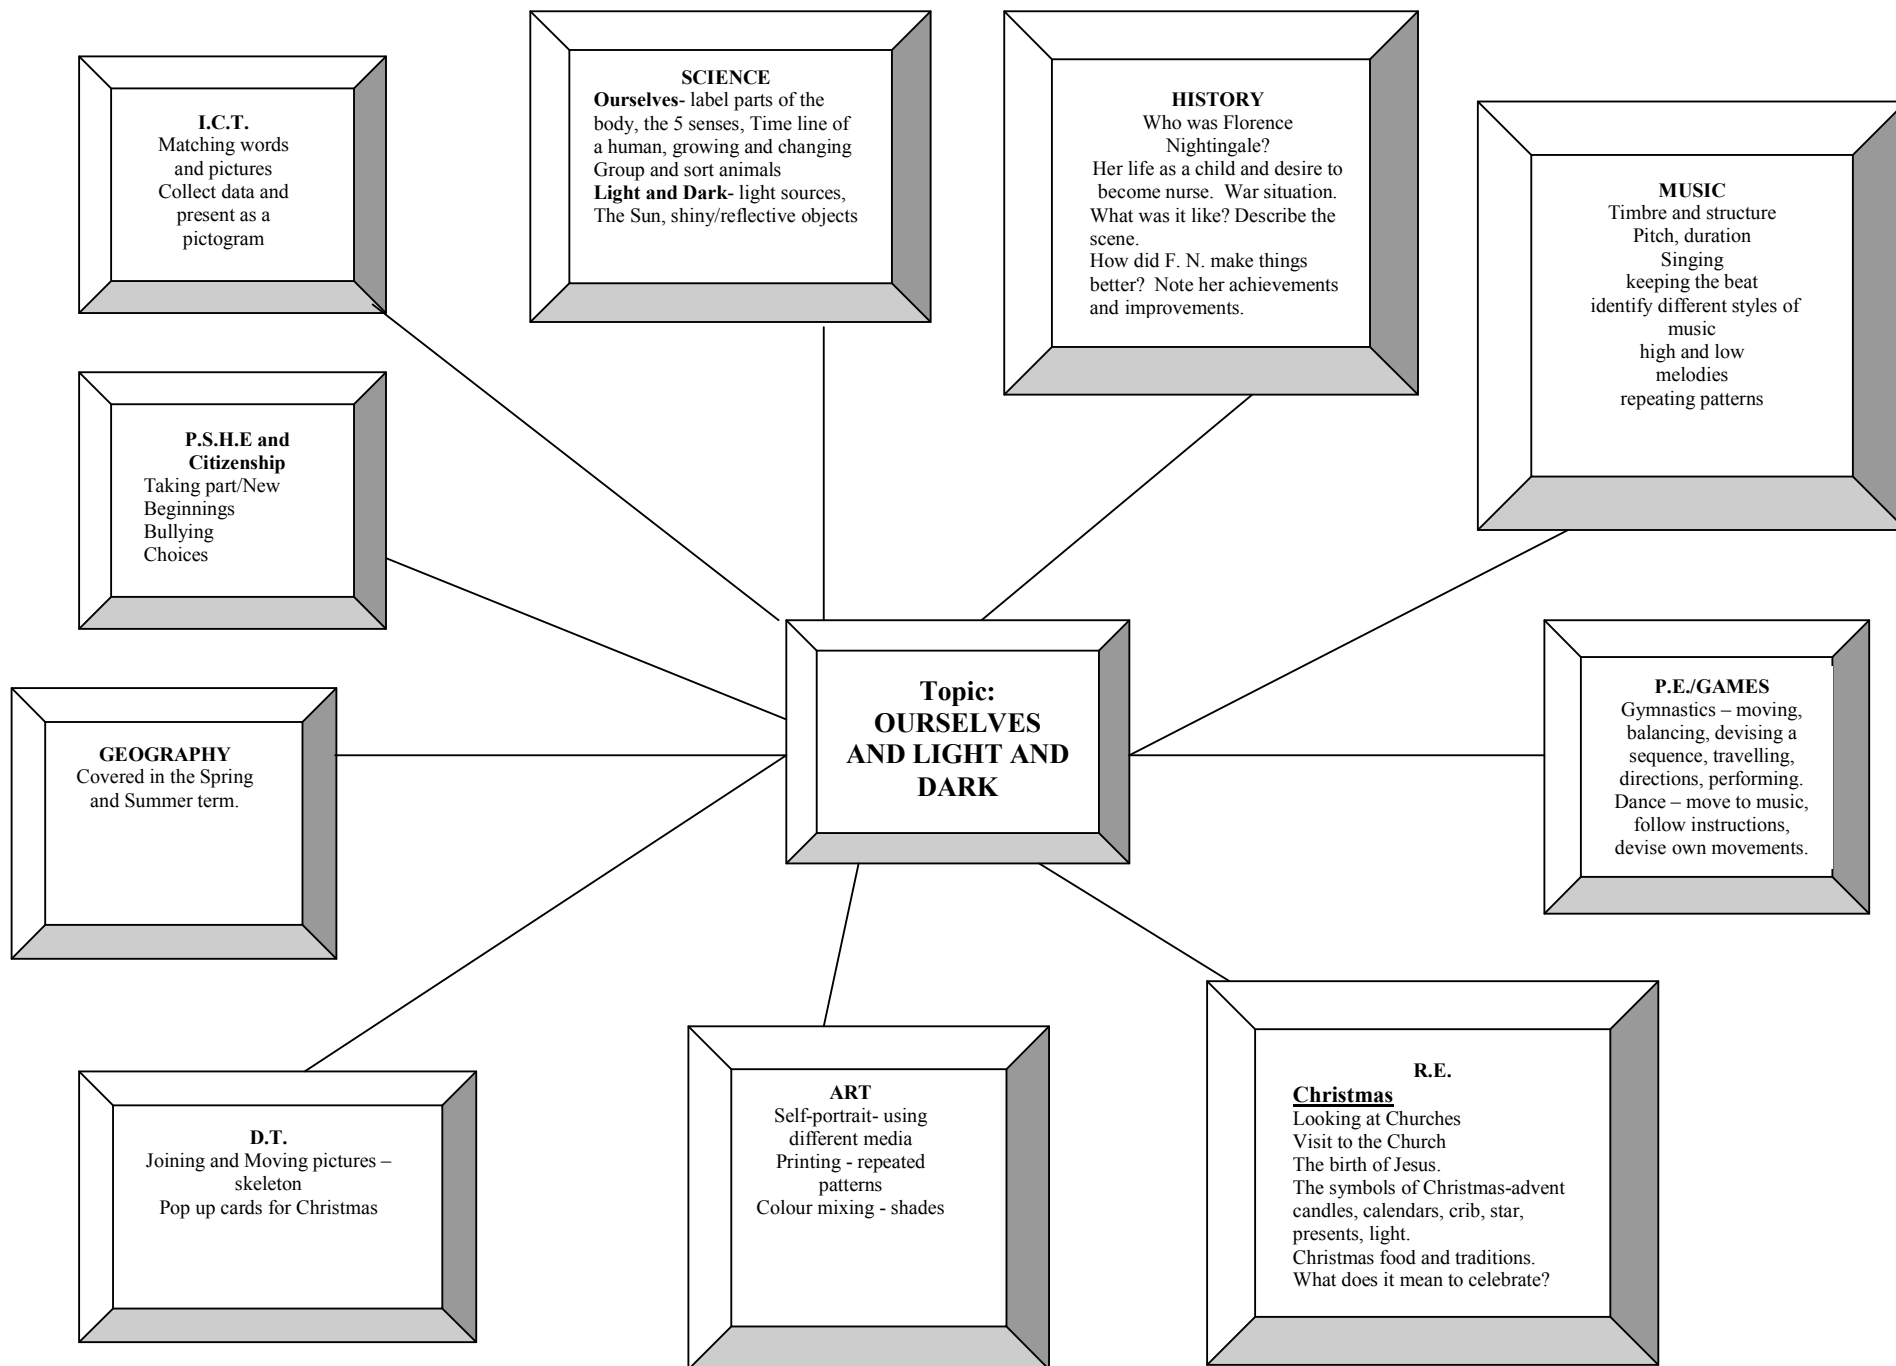 I.C.T.
Matching words
and pictures
Collect data and
present as a
pictogram
SCIENCE
Ourselves- label parts of the
body, the 5 senses, Time line of
a human, growing and changing
Group and sort animals
Light and Dark- light sources,
The Sun, shiny/reflective objects
HISTORY
Who was Florence
Nightingale?
Her life as a child and desire to
become nurse.  War situation.
What was it like? Describe the
scene.
How did F. N. make things
better?  Note her achievements
and improvements.
MUSIC
Timbre and structure
Pitch, duration
Singing
keeping the beat
identify different styles of
music
high and low
melodies
repeating patterns
P.S.H.E and
Citizenship
Taking part/New
Beginnings
Bullying
Choices
Topic:
OURSELVES
AND LIGHT AND
DARK
P.E./GAMES
Gymnastics – moving,
balancing, devising a
sequence, travelling,
directions, performing.
Dance – move to music,
follow instructions,
devise own movements.
GEOGRAPHY
Covered in the Spring
and Summer term.
D.T.
Joining and Moving pictures –
skeleton
Pop up cards for Christmas
ART
Self-portrait- using
different media
Printing - repeated
patterns
Colour mixing - shades
R.E.
Christmas
Looking at Churches
Visit to the Church
The birth of Jesus.
The symbols of Christmas-advent
candles, calendars, crib, star,
presents, light.
Christmas food and traditions.
What does it mean to celebrate?